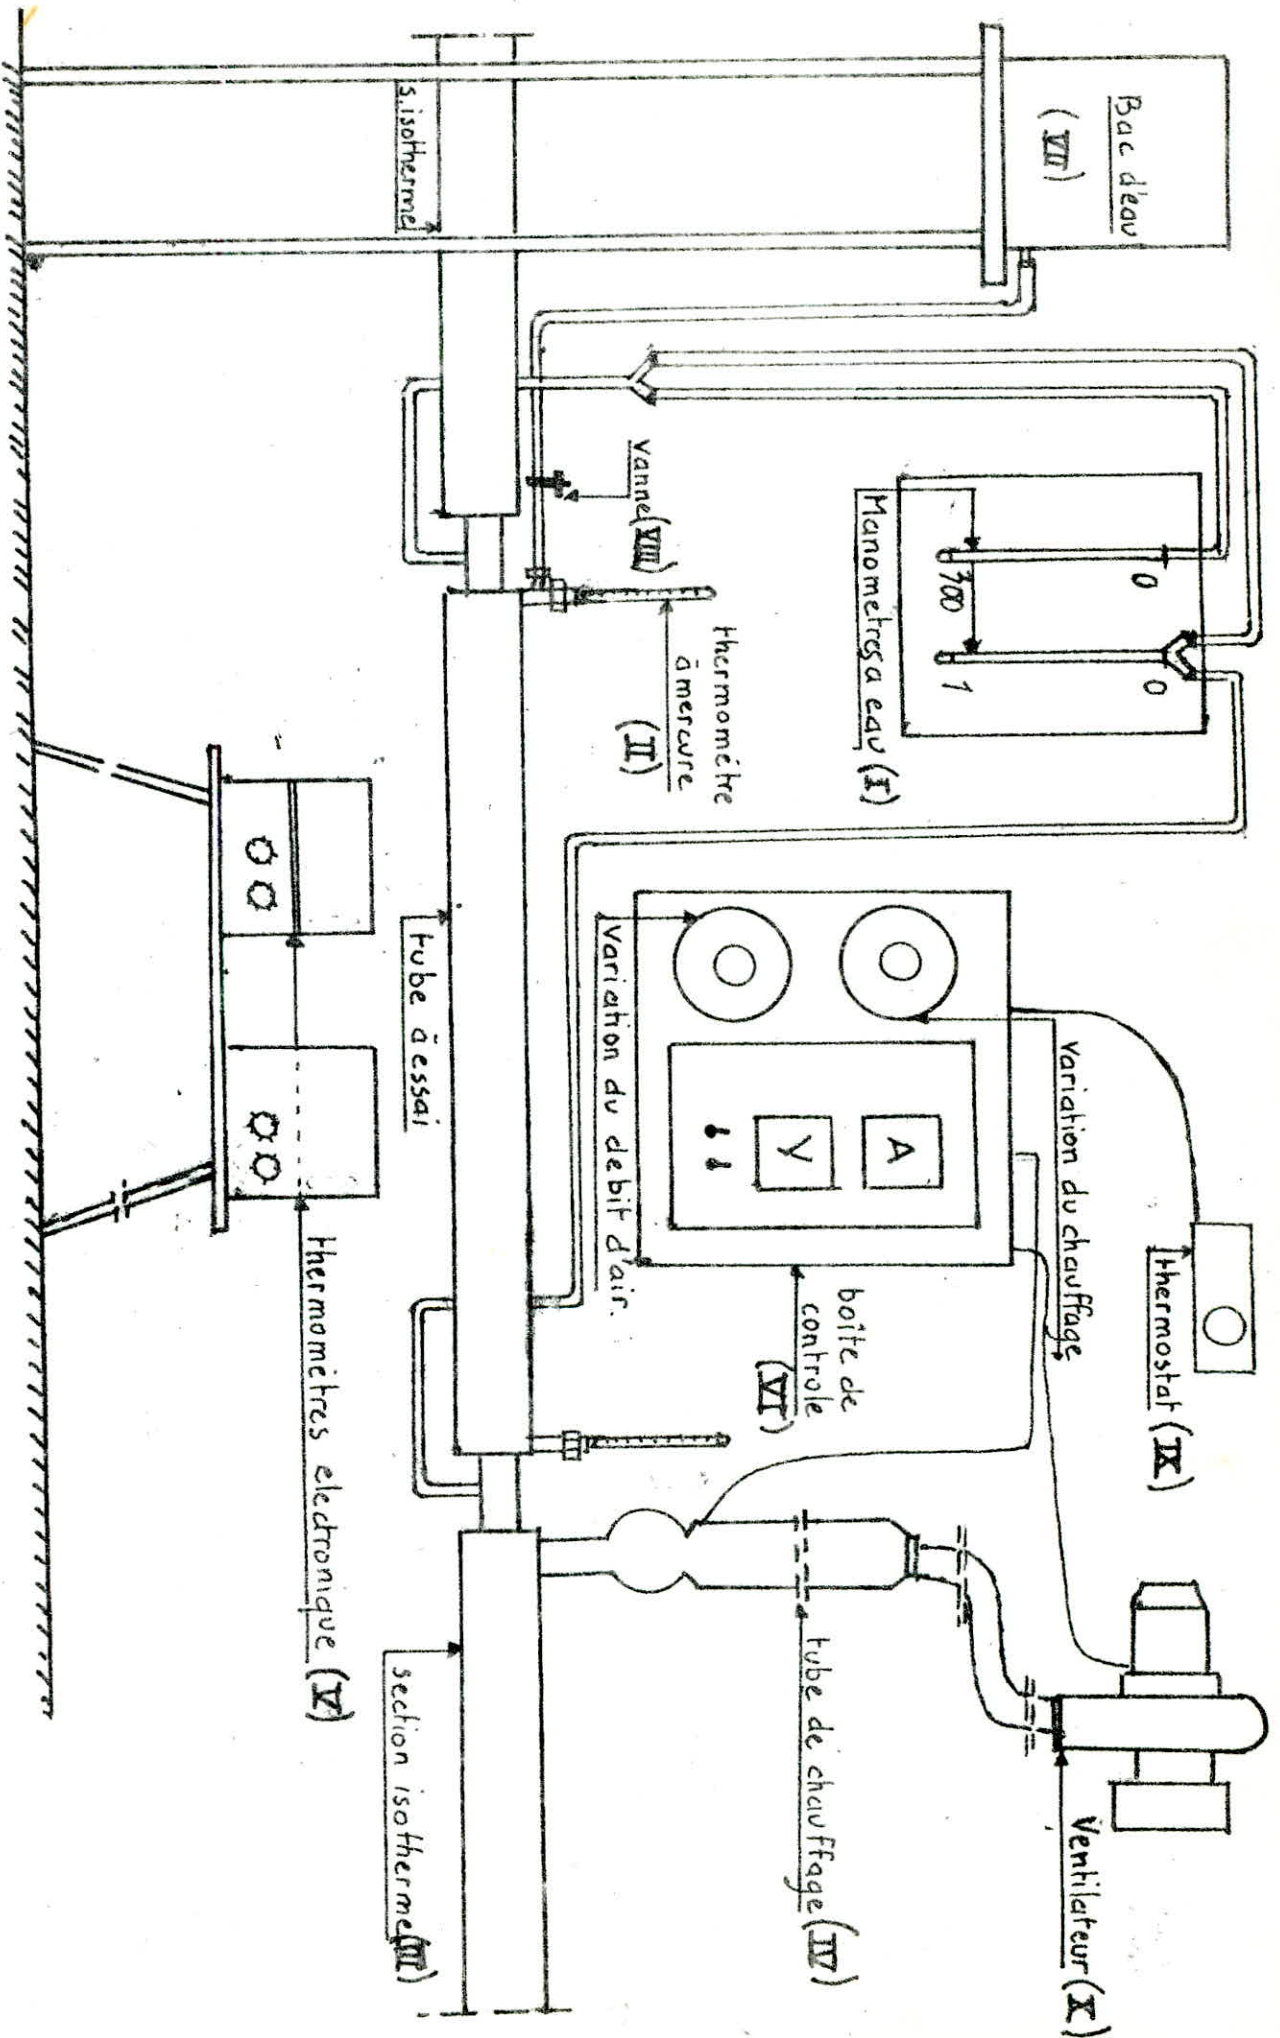 Bac d'eau
(VII)
s.isotherme
vanne(VIII)
Manometres a eau (I)
0
300
0
1
thermomètre
à mercure
(II)
variation du chauffage
variation du debit d'air.
A
V
thermostat (IX)
boîte de
controle
(VI)
tube à essai
thermomètres electronique (V)
tube de chauffage (IV)
Ventilateur (X)
section isotherme (III)